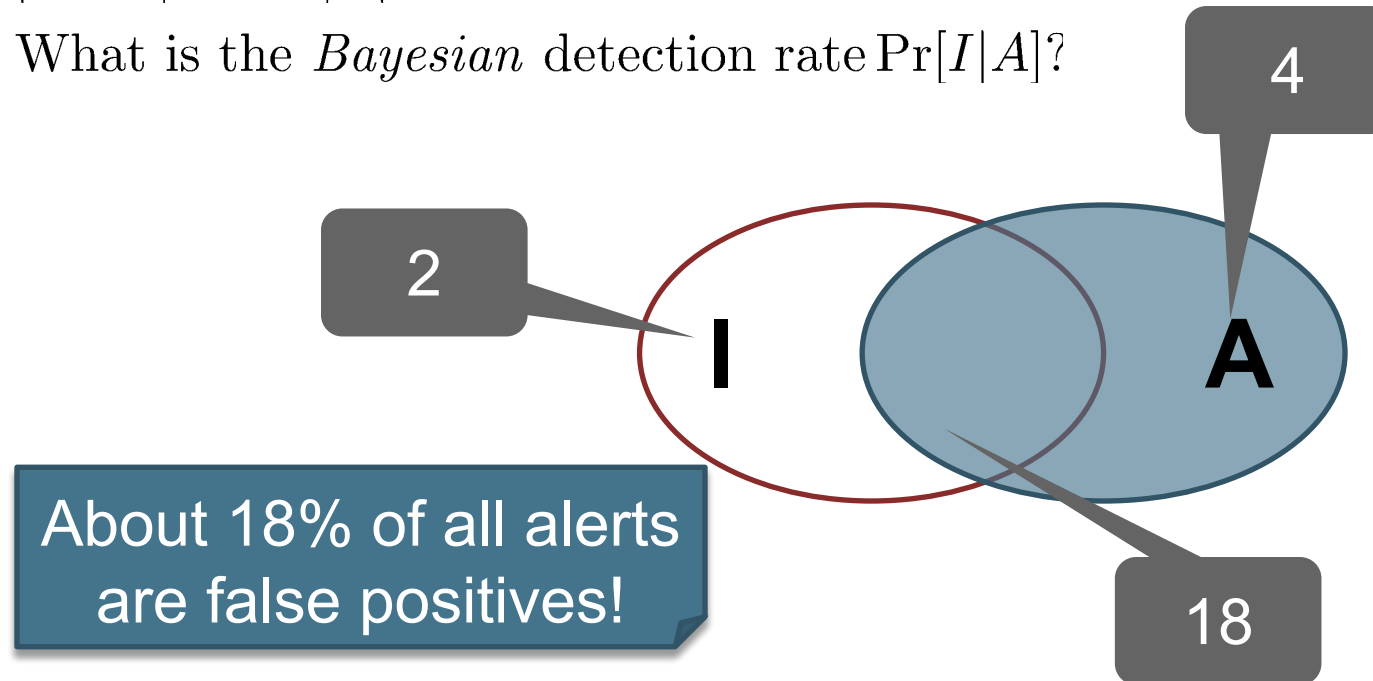 What is the Bayesian detection rate Pr[I|A]?
4
2
I
A
About 18% of all alerts
are false positives!
18